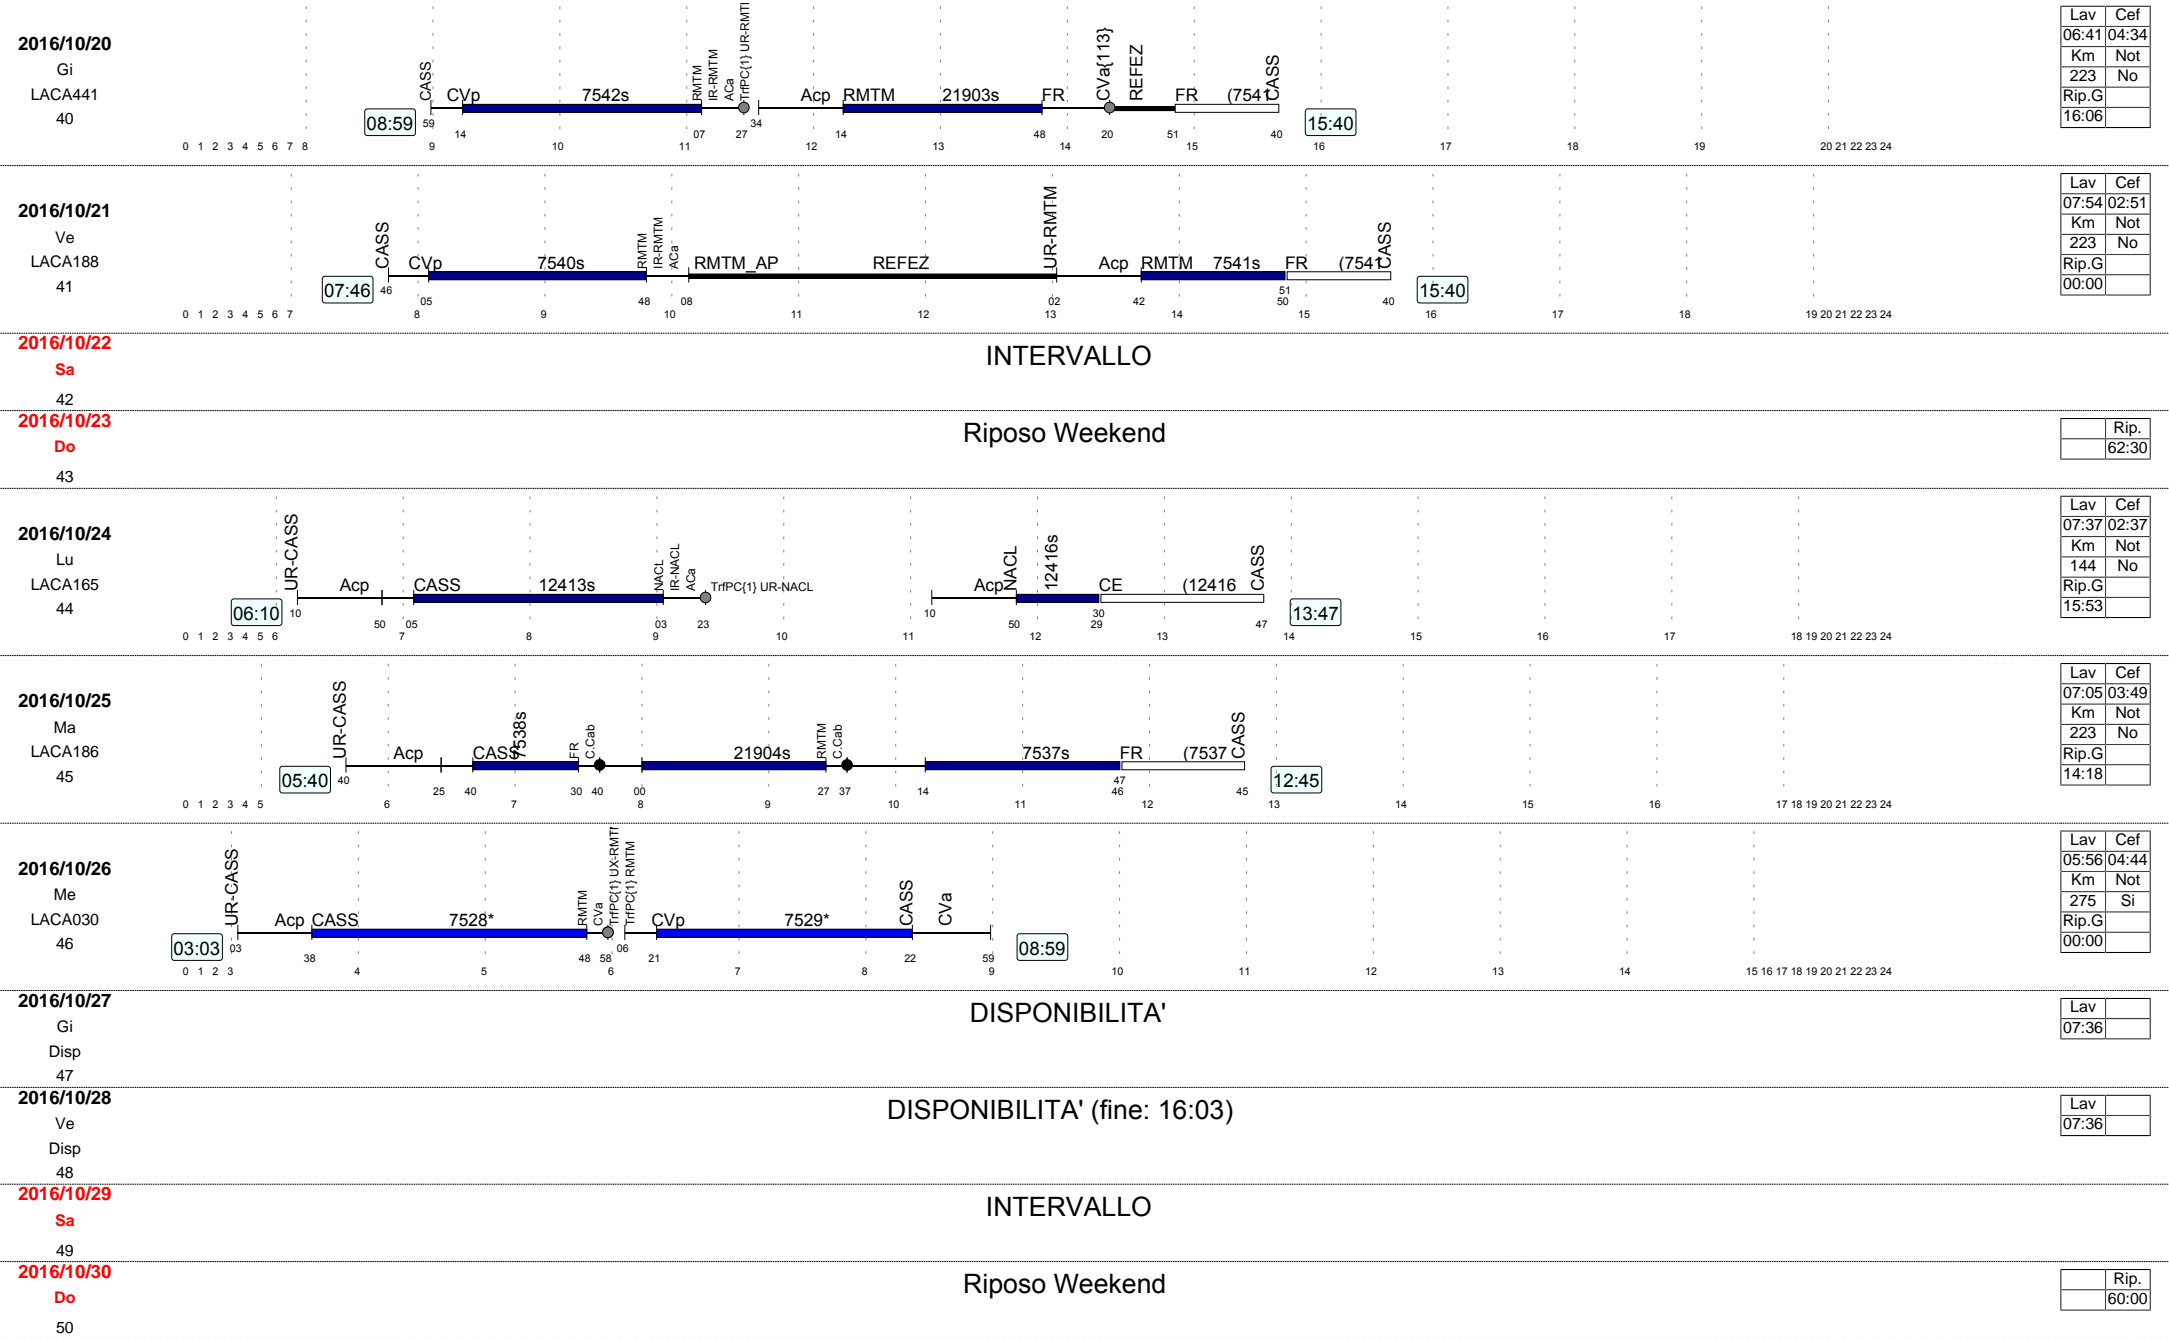 2016/10/20
Gi
LACA441
40
08:59
CASS CVp 7542s RMTM IR-RMTM ACa Acp RMTM 21903s FR CVa{113} REFEZ FR (7541 CASS
15:40
59 14 07 27 34 14 48 20 51 40
0 1 2 3 4 5 6 7 8 9 10 11 12 13 14 15 16 17 18 19 20 21 22 23 24
Lav Cef
06:41 04:34
Km Not
223 No
Rip.G
16:06
2016/10/21
Ve
LACA188
41
07:46
CASS CVp 7540s RMTM IR-RMTM ACa RMTM_AP REFEZ UR-RMTM Acp RMTM 7541s FR (7541 CASS
15:40
46 05 48 08 02 42 51 50 40
0 1 2 3 4 5 6 7 8 9 10 11 12 13 14 15 16 17 18 19 20 21 22 23 24
Lav Cef
07:54 02:51
Km Not
223 No
Rip.G
00:00
2016/10/22
Sa
42
INTERVALLO
2016/10/23
Do
43
Riposo Weekend
Rip.
62:30
2016/10/24
Lu
LACA165
44
06:10
UR-CASS Acp CASS 12413s NACL IR-NACL ACa TrfPC{1} UR-NACL Acp NACL 12416s CE (12416 CASS
13:47
10 50 05 03 23 10 50 30 29 47
0 1 2 3 4 5 6 7 8 9 10 11 12 13 14 15 16 17 18 19 20 21 22 23 24
Lav Cef
07:37 02:37
Km Not
144 No
Rip.G
15:53
2016/10/25
Ma
LACA186
45
05:40
UR-CASS Acp CASS 7538s FR C.Cab 21904s RMTM C.Cab 7537s FR (7537 CASS
12:45
40 25 40 30 40 00 27 37 14 47 46 45
0 1 2 3 4 5 6 7 8 9 10 11 12 13 14 15 16 17 18 19 20 21 22 23 24
Lav Cef
07:05 03:49
Km Not
223 No
Rip.G
14:18
2016/10/26
Me
LACA030
46
03:03
UR-CASS Acp CASS 7528* RMTM CVa TrfPC{1} RMTM CVp 7529* CASS CVa
08:59
03 38 48 58 06 21 22 59
0 1 2 3 4 5 6 7 8 9 10 11 12 13 14 15 16 17 18 19 20 21 22 23 24
Lav Cef
05:56 04:44
Km Not
275 Si
Rip.G
00:00
2016/10/27
Gi
Disp
47
DISPONIBILITA'
Lav
07:36
2016/10/28
Ve
Disp
48
DISPONIBILITA' (fine: 16:03)
Lav
07:36
2016/10/29
Sa
49
INTERVALLO
2016/10/30
Do
50
Riposo Weekend
Rip.
60:00